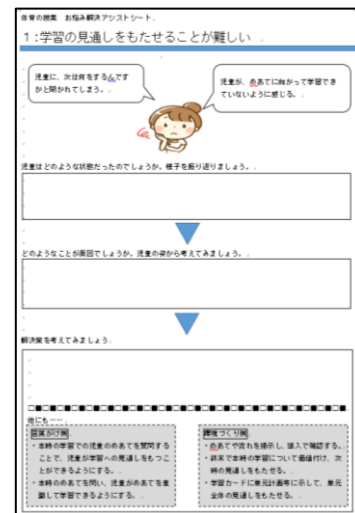 体育の授業　お悩み解決アシストシート
1：学習の見通しをもたせることが難しい
児童に、次は何をするんです
かと聞かれてしまう。
児童が、めあてに向かって学習でき
ていないように感じる。
児童はどのような状態だったのでしょうか。様子を振り返りましょう。
どのようなことが原因でしょうか。児童の姿から考えてみましょう。
解決策を考えてみましょう。
他にも……
言葉がけ例
・本時の学習での児童のめあてを質問する
ことで、児童が学習への見通しをもつこ
とができるようにする。
・本時のめあてを問い、児童がめあてを意
識して学習できるようにする。
環境づくり例
・めあてや流れを掲示し、導入で確認する。
・終末で本時の学習について価値付け、次
時の見通しをもたせる。
・学習カードに単元計画等に示して、単元
全体の見通しをもたせる。